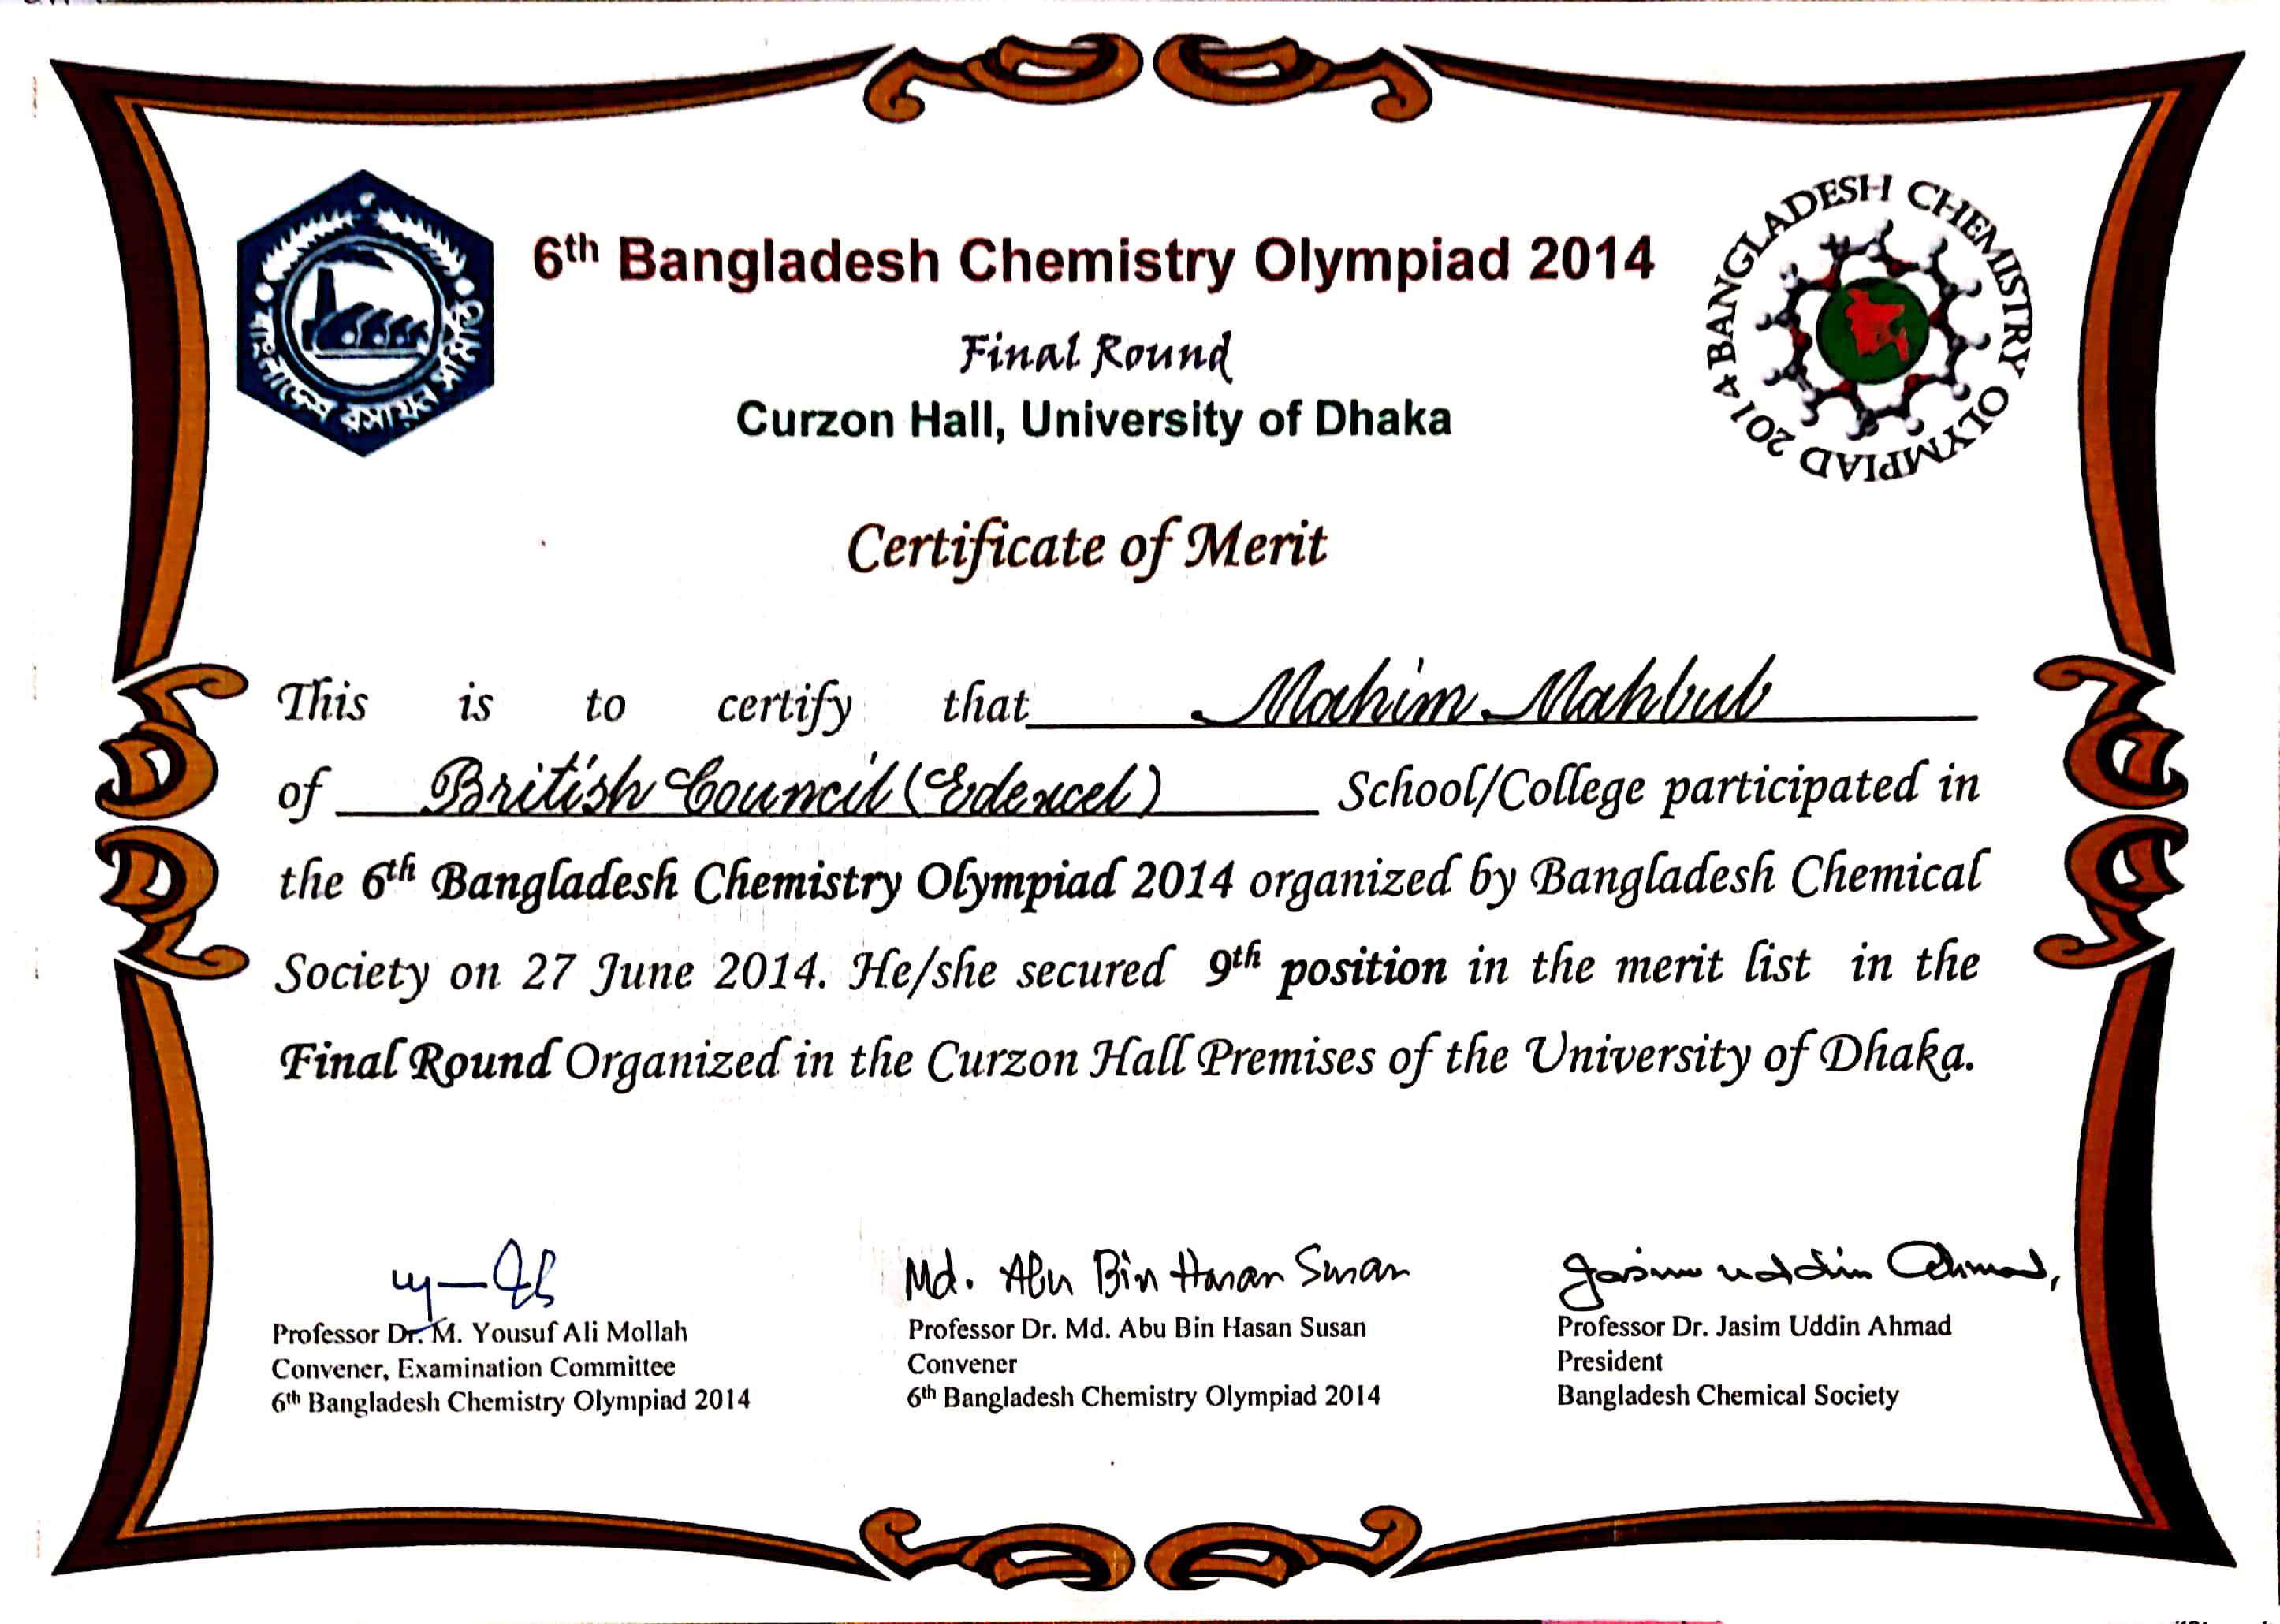 বাংলাদেশ রসায়ন সমিতি
6th Bangladesh Chemistry Olympiad 2014
BANGLADESH CHEMISTRY OLYMPIAD 2014
Final Round
Curzon Hall, University of Dhaka
Certificate of Merit
This is to certify that Mahim Mahbub
of British Council (Edexcel) School/College participated in
the 6th Bangladesh Chemistry Olympiad 2014 organized by Bangladesh Chemical
Society on 27 June 2014. He/she secured 9th position in the merit list in the
Final Round Organized in the Curzon Hall Premises of the University of Dhaka.
Md. Abu Bin Hasan Susan
Jasim uddin Ahmad,
Professor Dr. M. Yousuf Ali Mollah
Convener, Examination Committee
6th Bangladesh Chemistry Olympiad 2014
Professor Dr. Md. Abu Bin Hasan Susan
Convener
6th Bangladesh Chemistry Olympiad 2014
Professor Dr. Jasim Uddin Ahmad
President
Bangladesh Chemical Society